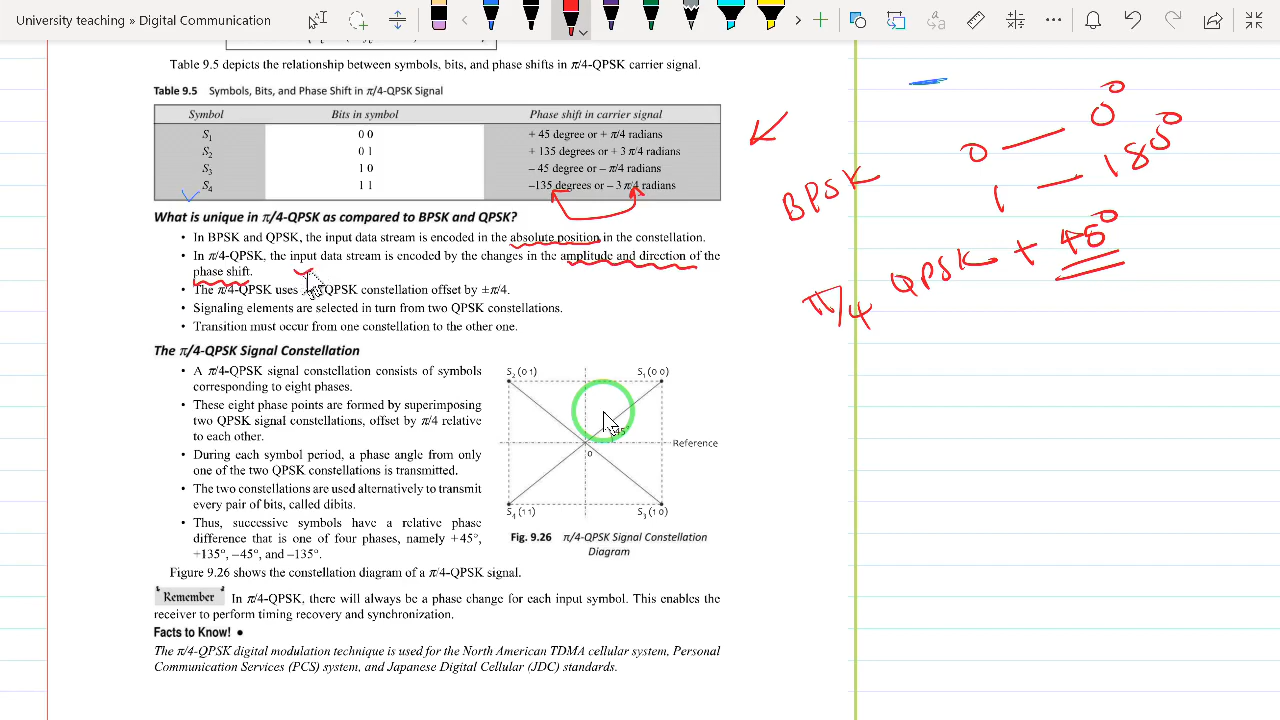 University teaching » Digital Communication
Table 9.5 depicts the relationship between symbols, bits, and phase shifts in π/4-QPSK carrier signal.
Table 9.5 Symbols, Bits, and Phase Shift in π/4-QPSK Signal
Symbol Bits in symbol Phase shift in carrier signal
S1 0 0 + 45 degree or + π/4 radians
S2 0 1 + 135 degrees or + 3 π/4 radians
S3 1 0 – 45 degree or – π/4 radians
S4 1 1 –135 degrees or – 3 π/4 radians
What is unique in π/4-QPSK as compared to BPSK and QPSK?
• In BPSK and QPSK, the input data stream is encoded in the absolute position in the constellation.
• In π/4-QPSK, the input data stream is encoded by the changes in the amplitude and direction of the
phase shift.
• The π/4-QPSK uses QPSK constellation offset by ±π/4.
• Signaling elements are selected in turn from two QPSK constellations.
• Transition must occur from one constellation to the other one.
The π/4-QPSK Signal Constellation
• A π/4-QPSK signal constellation consists of symbols
corresponding to eight phases.
• These eight phase points are formed by superimposing
two QPSK signal constellations, offset by π/4 relative
to each other.
• During each symbol period, a phase angle from only
one of the two QPSK constellations is transmitted.
• The two constellations are used alternatively to transmit
every pair of bits, called dibits.
• Thus, successive symbols have a relative phase
difference that is one of four phases, namely +45°,
+135°, –45°, and –135°.
S2 (0 1) S1 (0 0)
45°
Reference
0
S4 (1 1) S3 (1 0)
Fig. 9.26 π/4-QPSK Signal Constellation
Diagram
Figure 9.26 shows the constellation diagram of a π/4-QPSK signal.
Remember In π/4-QPSK, there will always be a phase change for each input symbol. This enables the
receiver to perform timing recovery and synchronization.
Facts to Know! •
The π/4-QPSK digital modulation technique is used for the North American TDMA cellular system, Personal
Communication Services (PCS) system, and Japanese Digital Cellular (JDC) standards.
0 — 0°
BPSK 1 — 180°
π/4 QPSK + 45°